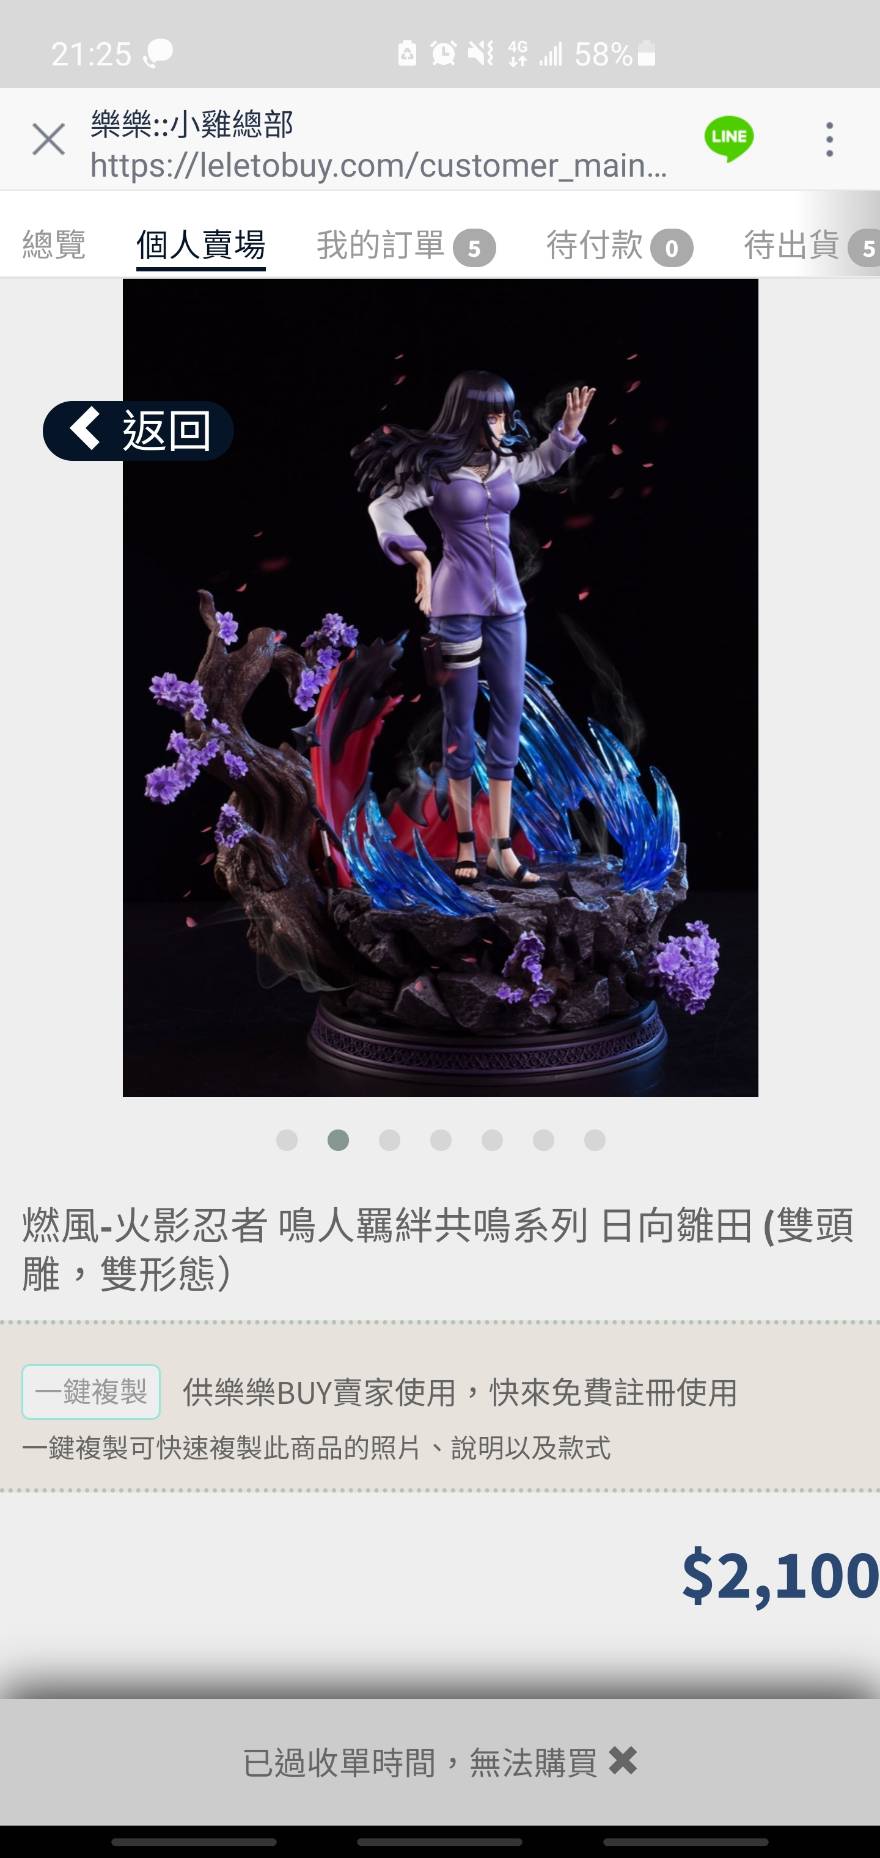 21:25
4G
58%
樂樂::小雞總部
https://leletobuy.com/customer_main...
LINE
總覽
個人賣場
我的訂單 5
待付款 0
待出貨 5
返回
燃風-火影忍者 鳴人羈絆共鳴系列 日向雛田 (雙頭
雕，雙形態）
一鍵複製
供樂樂BUY賣家使用，快來免費註冊使用
一鍵複製可快速複製此商品的照片、說明以及款式
$2,100
已過收單時間，無法購買 ✖